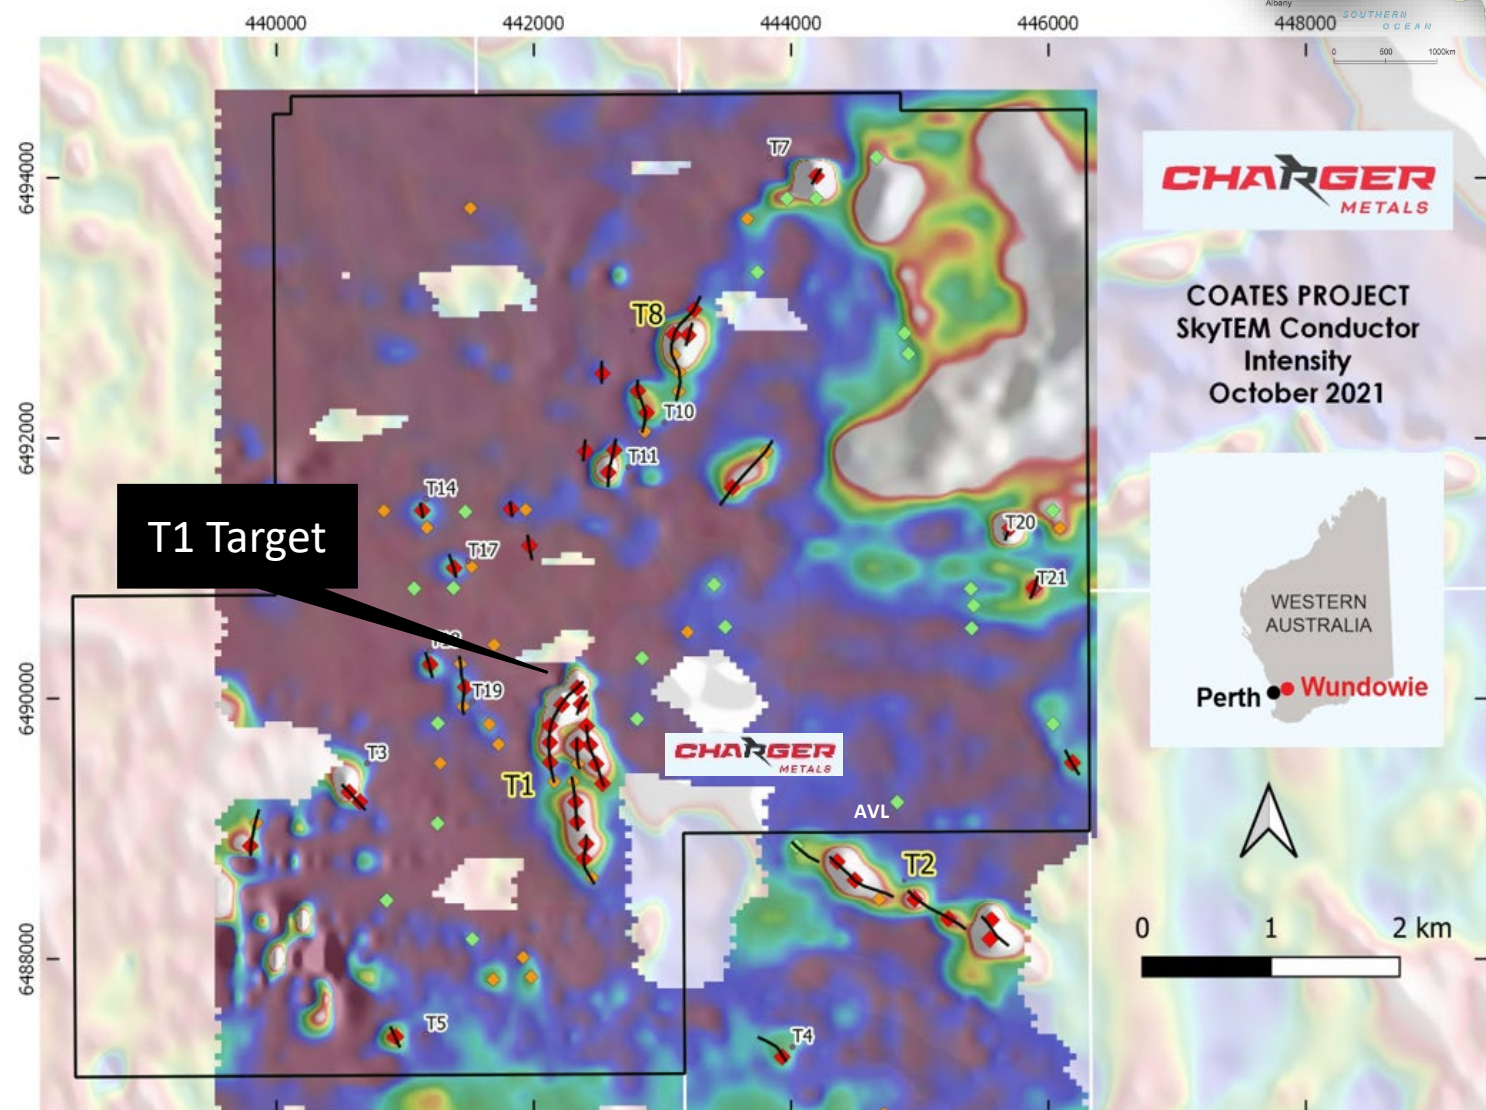 440000
442000
444000
446000
448000
Albany
SOUTHERN
OCEAN
0
500
1000km
6494000
6492000
6490000
6488000
CHARGER
METALS
COATES PROJECT
SkyTEM Conductor
Intensity
October 2021
T7
T8
T10
T11
T14
T17
T20
T21
T1 Target
T19
T3
T1
CHARGER
METALS
AVL
T2
T5
T4
WESTERN
AUSTRALIA
Perth
Wundowie
0
1
2 km